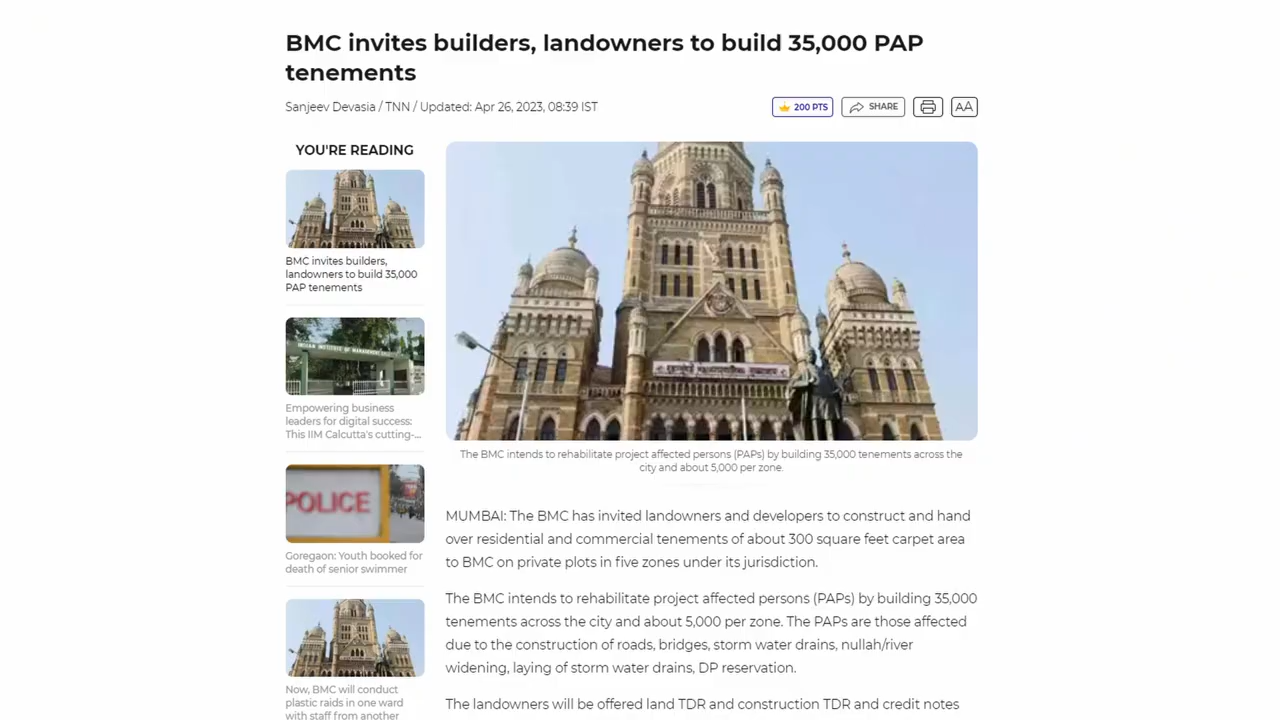 BMC invites builders, landowners to build 35,000 PAP
tenements
Sanjeev Devasia / TNN / Updated: Apr 26, 2023, 08:39 IST
200 PTS
SHARE
AA
YOU'RE READING
BMC invites builders,
landowners to build 35,000
PAP tenements
INDIAN INSTITUTE OF MANAGEMENT
Empowering business
leaders for digital success:
This IIM Calcutta's cutting-...
POLICE
Goregaon: Youth booked for
death of senior swimmer
Now, BMC will conduct
plastic raids in one ward
with staff from another
The BMC intends to rehabilitate project affected persons (PAPs) by building 35,000 tenements across the
city and about 5,000 per zone.
MUMBAI: The BMC has invited landowners and developers to construct and hand
over residential and commercial tenements of about 300 square feet carpet area
to BMC on private plots in five zones under its jurisdiction.
The BMC intends to rehabilitate project affected persons (PAPs) by building 35,000
tenements across the city and about 5,000 per zone. The PAPs are those affected
due to the construction of roads, bridges, storm water drains, nullah/river
widening, laying of storm water drains, DP reservation.
The landowners will be offered land TDR and construction TDR and credit notes